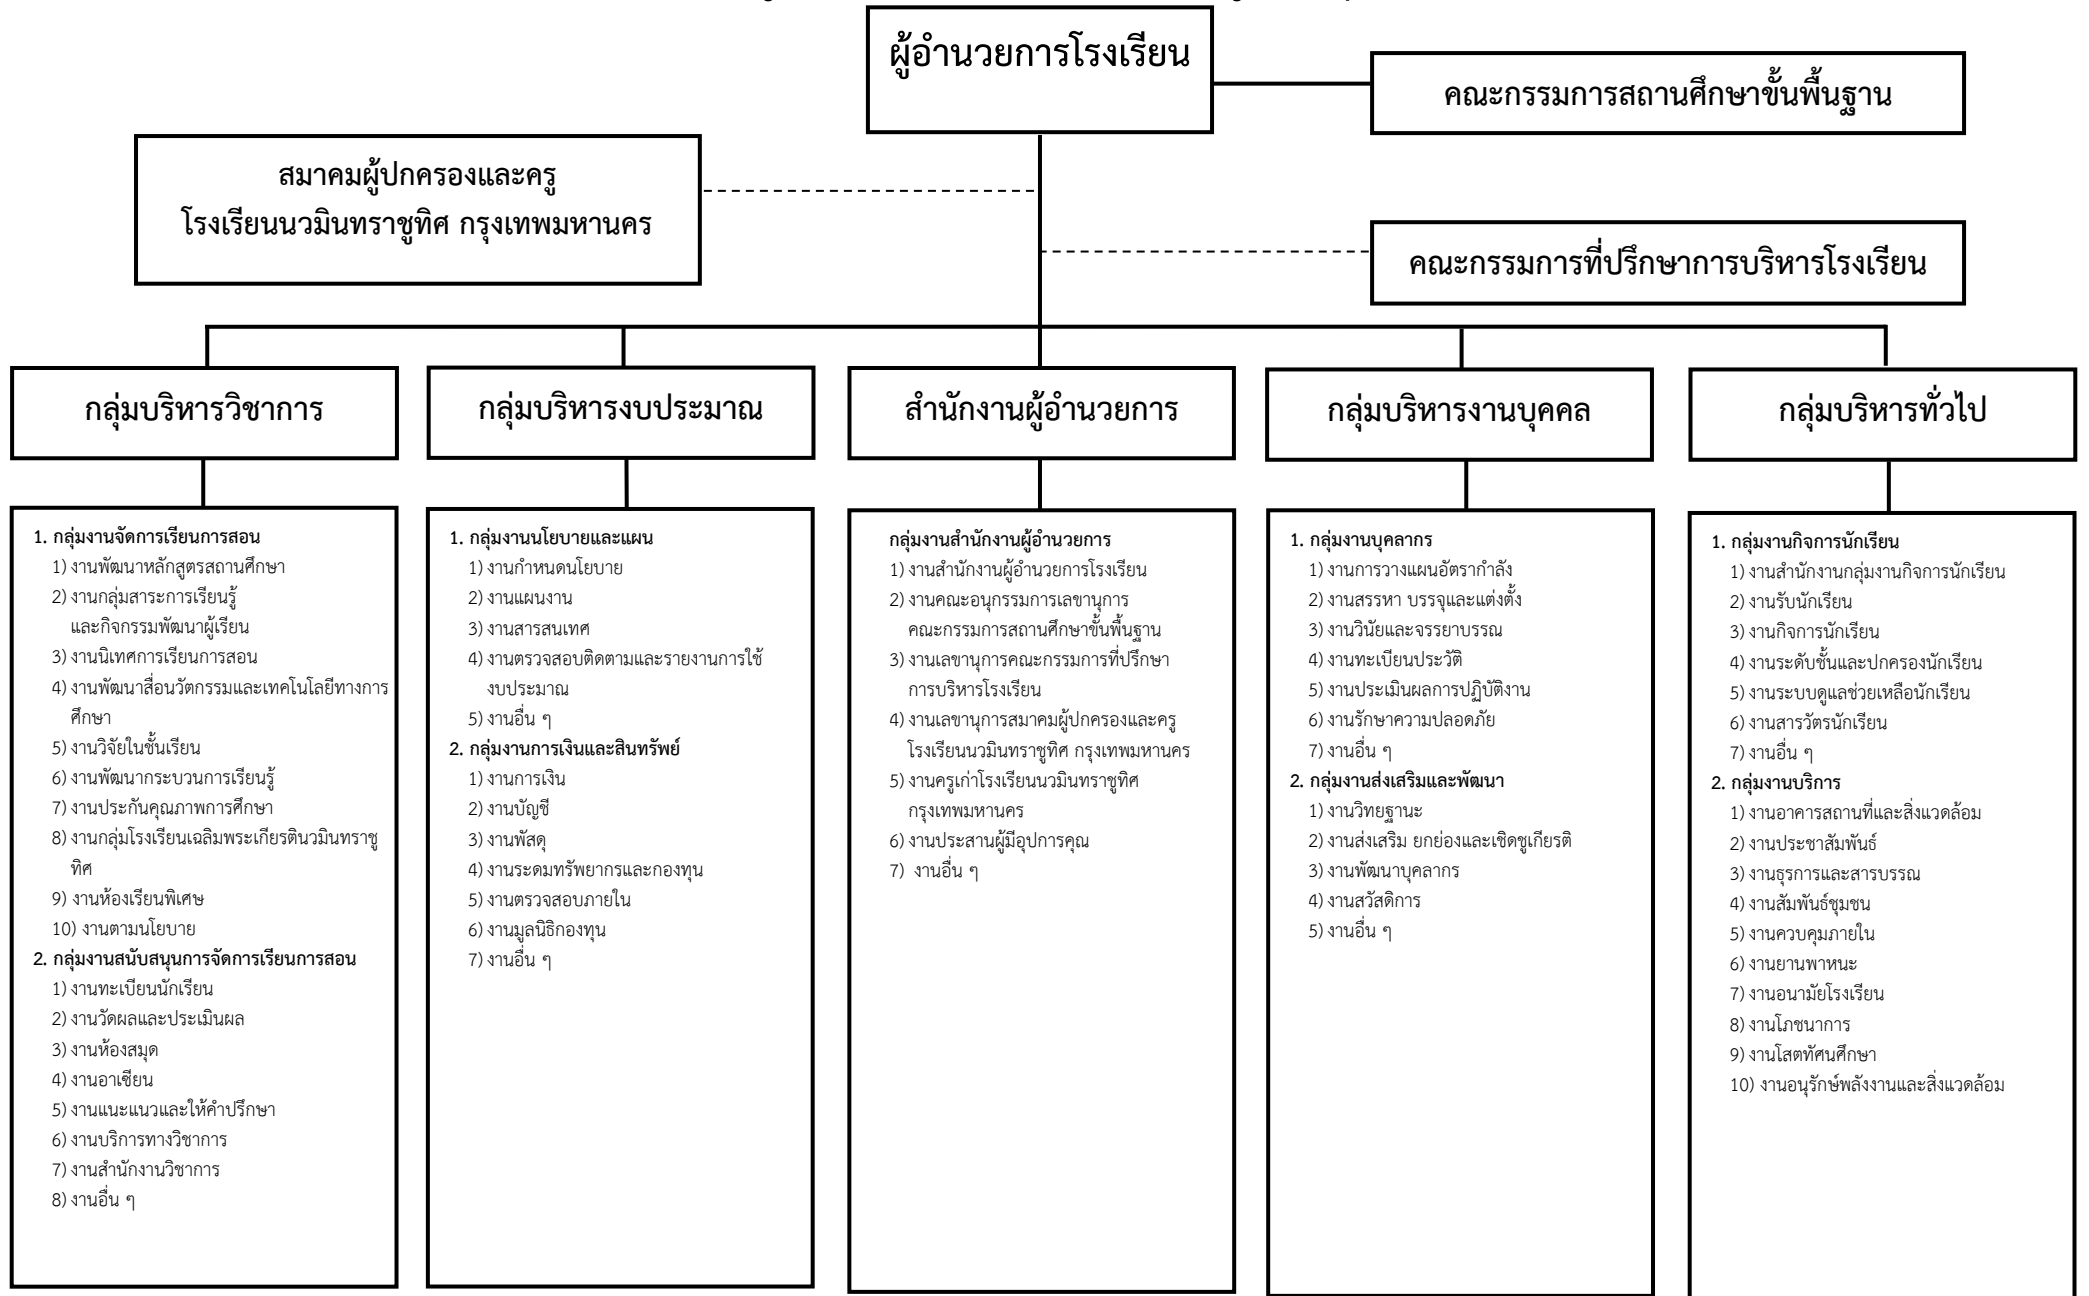 ผู้อำนวยการโรงเรียน
คณะกรรมการสถานศึกษาขั้นพื้นฐาน
สมาคมผู้ปกครองและครู
โรงเรียนนวมินทราชูทิศ กรุงเทพมหานคร
คณะกรรมการที่ปรึกษาการบริหารโรงเรียน
กลุ่มบริหารวิชาการ
กลุ่มบริหารงบประมาณ
สำนักงานผู้อำนวยการ
กลุ่มบริหารงานบุคคล
กลุ่มบริหารทั่วไป
1. กลุ่มงานจัดการเรียนการสอน
1) งานพัฒนาหลักสูตรสถานศึกษา
2) งานกลุ่มสาระการเรียนรู้
และกิจกรรมพัฒนาผู้เรียน
3) งานนิเทศการเรียนการสอน
4) งานพัฒนาสื่อนวัตกรรมและเทคโนโลยีทางการ
ศึกษา
5) งานวิจัยในชั้นเรียน
6) งานพัฒนากระบวนการเรียนรู้
7) งานประกันคุณภาพการศึกษา
8) งานกลุ่มโรงเรียนเฉลิมพระเกียรตินวมินทราชู
ทิศ
9) งานห้องเรียนพิเศษ
10) งานตามนโยบาย
2. กลุ่มงานสนับสนุนการจัดการเรียนการสอน
1) งานทะเบียนนักเรียน
2) งานวัดผลและประเมินผล
3) งานห้องสมุด
4) งานอาเซียน
5) งานแนะแนวและให้คำปรึกษา
6) งานบริการทางวิชาการ
7) งานสำนักงานวิชาการ
8) งานอื่น ๆ
1. กลุ่มงานนโยบายและแผน
1) งานกำหนดนโยบาย
2) งานแผนงาน
3) งานสารสนเทศ
4) งานตรวจสอบติดตามและรายงานการใช้
งบประมาณ
5) งานอื่น ๆ
2. กลุ่มงานการเงินและสินทรัพย์
1) งานการเงิน
2) งานบัญชี
3) งานพัสดุ
4) งานระดมทรัพยากรและกองทุน
5) งานตรวจสอบภายใน
6) งานมูลนิธิกองทุน
7) งานอื่น ๆ
กลุ่มงานสำนักงานผู้อำนวยการ
1) งานสำนักงานผู้อำนวยการโรงเรียน
2) งานคณะอนุกรรมการเลขานุการ
คณะกรรมการสถานศึกษาขั้นพื้นฐาน
3) งานเลขานุการคณะกรรมการที่ปรึกษา
การบริหารโรงเรียน
4) งานเลขานุการสมาคมผู้ปกครองและครู
โรงเรียนนวมินทราชูทิศ กรุงเทพมหานคร
5) งานครูเก่าโรงเรียนนวมินทราชูทิศ
กรุงเทพมหานคร
6) งานประสานผู้มีอุปการคุณ
7) งานอื่น ๆ
1. กลุ่มงานบุคลากร
1) งานการวางแผนอัตรากำลัง
2) งานสรรหา บรรจุและแต่งตั้ง
3) งานวินัยและจรรยาบรรณ
4) งานทะเบียนประวัติ
5) งานประเมินผลการปฏิบัติงาน
6) งานรักษาความปลอดภัย
7) งานอื่น ๆ
2. กลุ่มงานส่งเสริมและพัฒนา
1) งานวิทยฐานะ
2) งานส่งเสริม ยกย่องและเชิดชูเกียรติ
3) งานพัฒนาบุคลากร
4) งานสวัสดิการ
5) งานอื่น ๆ
1. กลุ่มงานกิจการนักเรียน
1) งานสำนักงานกลุ่มงานกิจการนักเรียน
2) งานรับนักเรียน
3) งานกิจการนักเรียน
4) งานระดับชั้นและปกครองนักเรียน
5) งานระบบดูแลช่วยเหลือนักเรียน
6) งานสารวัตรนักเรียน
7) งานอื่น ๆ
2. กลุ่มงานบริการ
1) งานอาคารสถานที่และสิ่งแวดล้อม
2) งานประชาสัมพันธ์
3) งานธุรการและสารบรรณ
4) งานสัมพันธ์ชุมชน
5) งานควบคุมภายใน
6) งานยานพาหนะ
7) งานอนามัยโรงเรียน
8) งานโภชนาการ
9) งานโสตทัศนศึกษา
10) งานอนุรักษ์พลังงานและสิ่งแวดล้อม